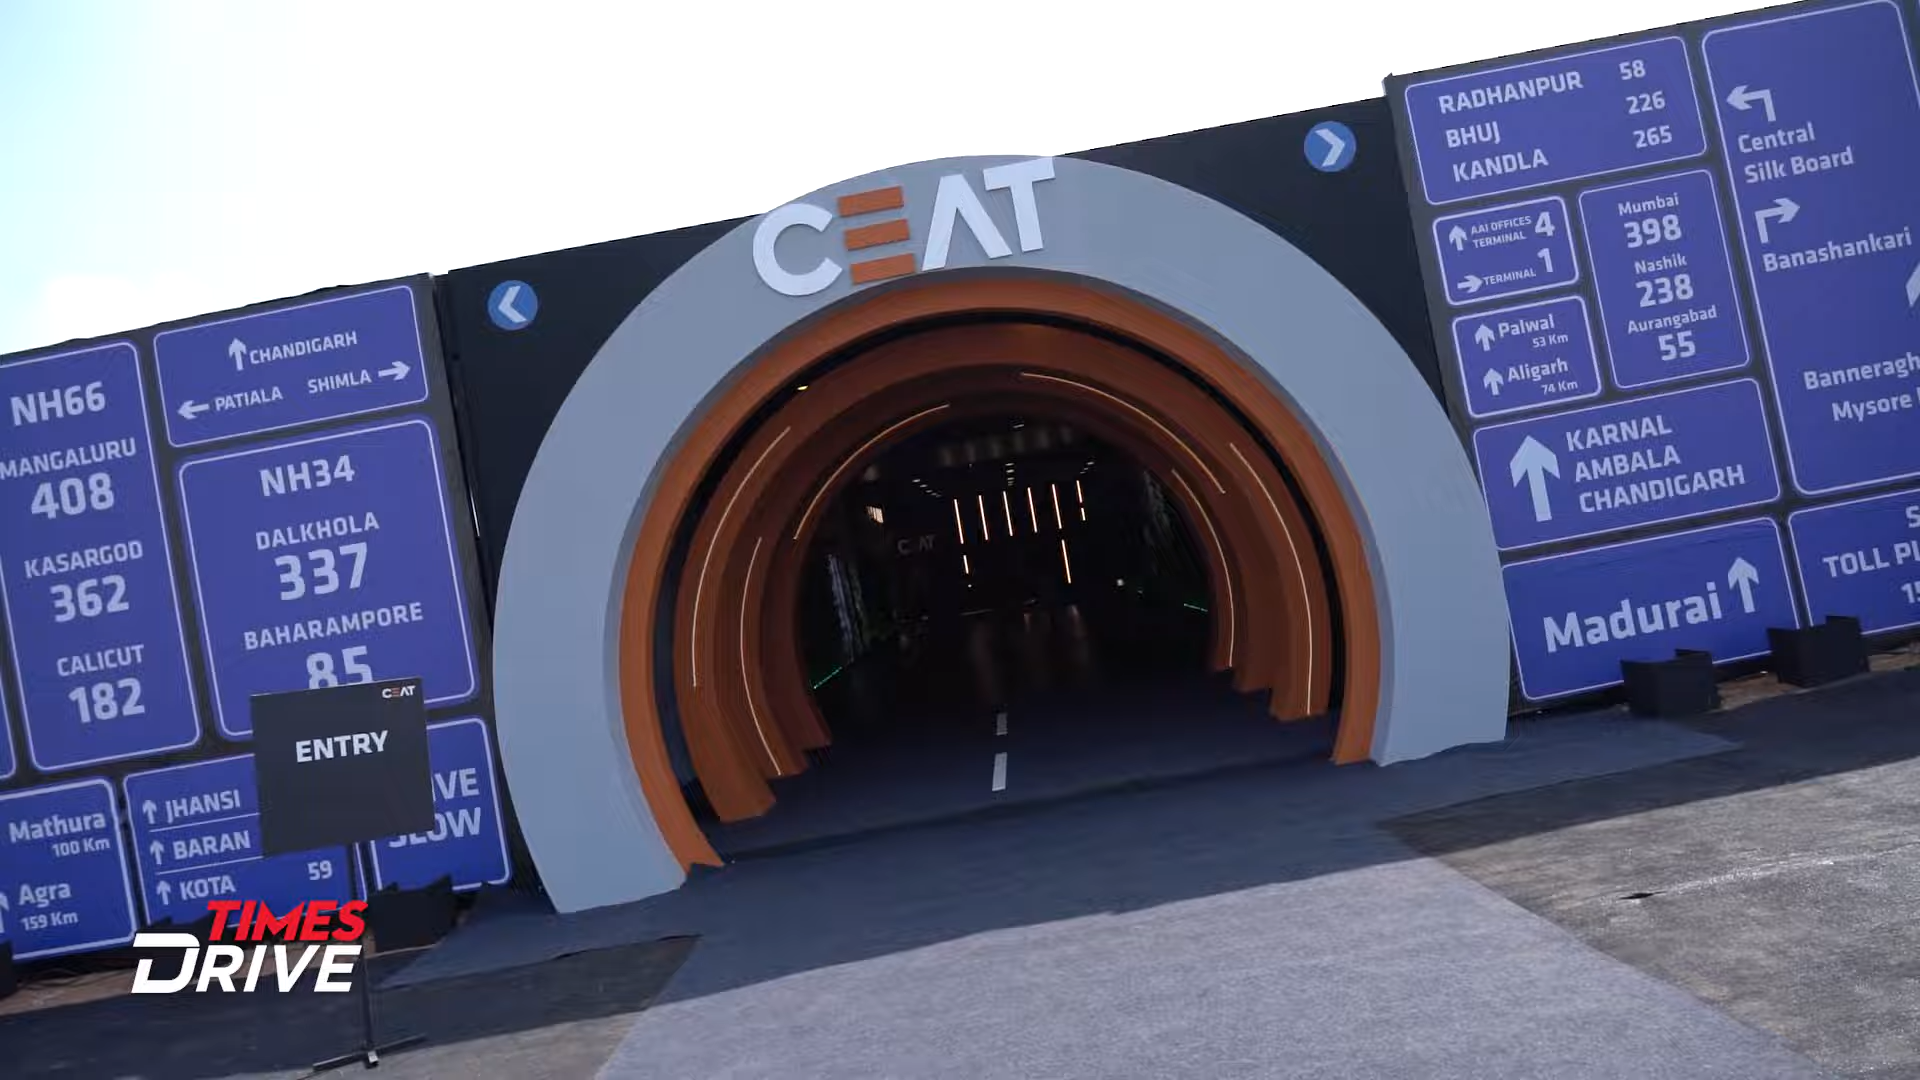 CEAT
NH66
MANGALURU
408
KASARGOD
362
CALICUT
182
CHANDIGARH
PATIALA SHIMLA
NH34
DALKHOLA
337
BAHARAMPORE
85
CEAT
ENTRY
Mathura
100 Km
Agra
159 Km
JHANSI
BARAN
KOTA 59
SLOW
TIMES
DRIVE
CEAT
RADHANPUR 58
BHUJ 226
KANDLA 265
AAI OFFICES
TERMINAL 4
TERMINAL 1
Palwal
53 Km
Aligarh
74 Km
Mumbai
398
Nashik
238
Aurangabad
55
KARNAL
AMBALA
CHANDIGARH
Madurai
Central
Silk Board
Banashankari
Mysore
TOLL